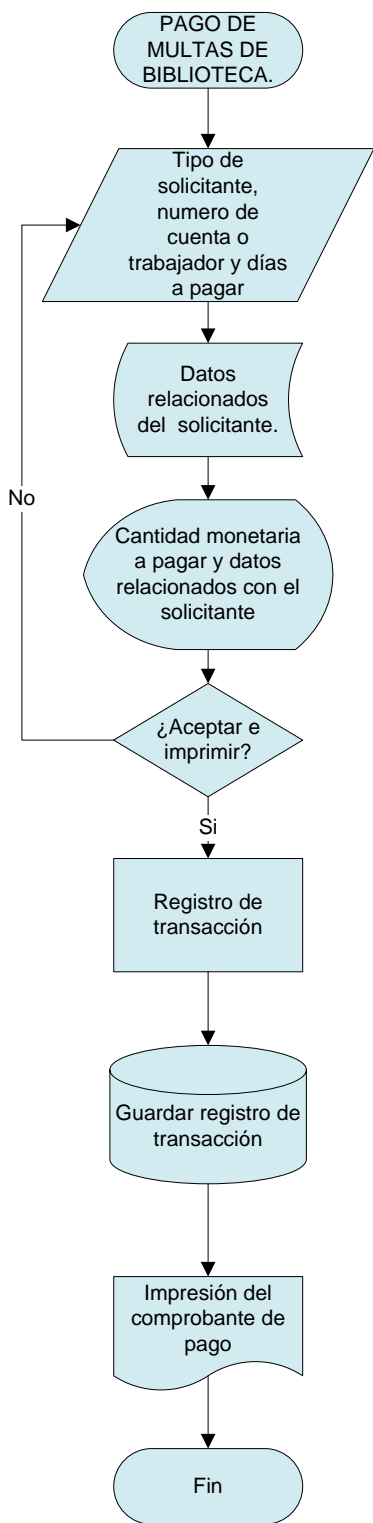 PAGO DE
MULTAS DE
BIBLIOTECA.
Tipo de
solicitante,
numero de
cuenta o
trabajador y días
a pagar
Datos
relacionados
del solicitante.
No
Cantidad monetaria
a pagar y datos
relacionados con el
solicitante
¿Aceptar e
imprimir?
Si
Registro de
transacción
Guardar registro de
transacción
Impresión del
comprobante de
pago
Fin